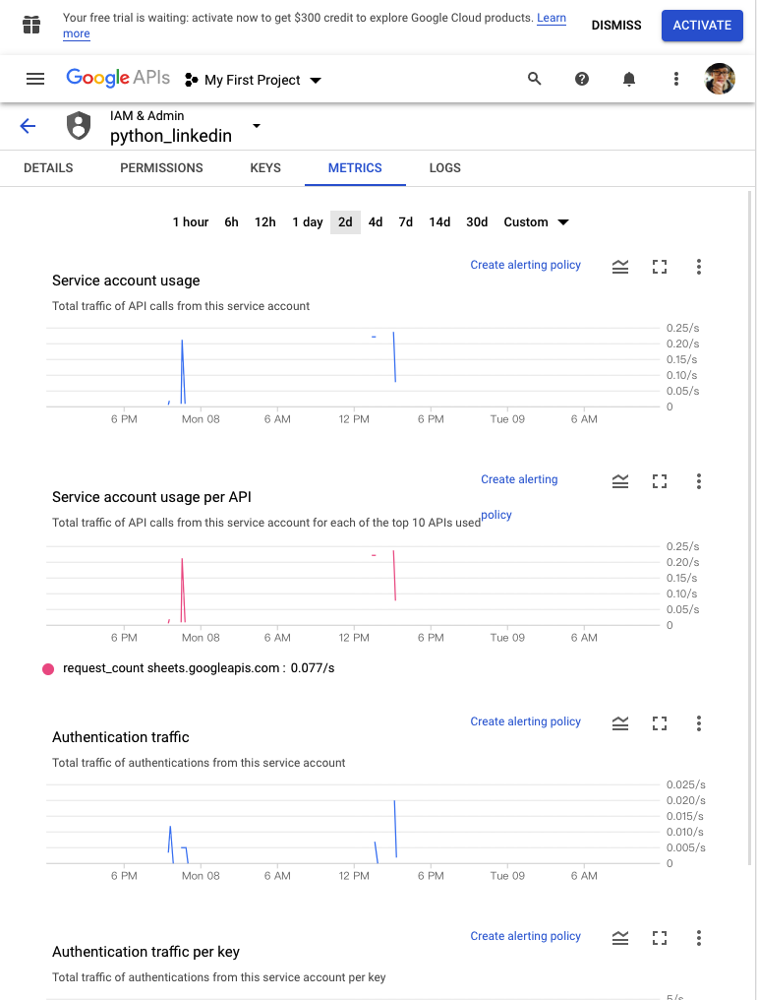 Your free trial is waiting: activate now to get $300 credit to explore Google Cloud products. Learn
more
DISMISS
ACTIVATE
Google APIs
My First Project
IAM & Admin
python_linkedin
DETAILS
PERMISSIONS
KEYS
METRICS
LOGS
1 hour 6h 12h 1 day 2d 4d 7d 14d 30d Custom
Create alerting policy
Service account usage
Total traffic of API calls from this service account
0.25/s
0.20/s
0.15/s
0.10/s
0.05/s
0
6 PM Mon 08 6 AM 12 PM 6 PM Tue 09 6 AM
Create alerting
policy
Service account usage per API
Total traffic of API calls from this service account for each of the top 10 APIs used
0.25/s
0.20/s
0.15/s
0.10/s
0.05/s
0
6 PM Mon 08 6 AM 12 PM 6 PM Tue 09 6 AM
request_count sheets.googleapis.com : 0.077/s
Create alerting policy
Authentication traffic
Total traffic of authentications from this service account
0.025/s
0.020/s
0.015/s
0.010/s
0.005/s
0
6 PM Mon 08 6 AM 12 PM 6 PM Tue 09 6 AM
Create alerting policy
Authentication traffic per key
Total traffic of authentications from this service account per key